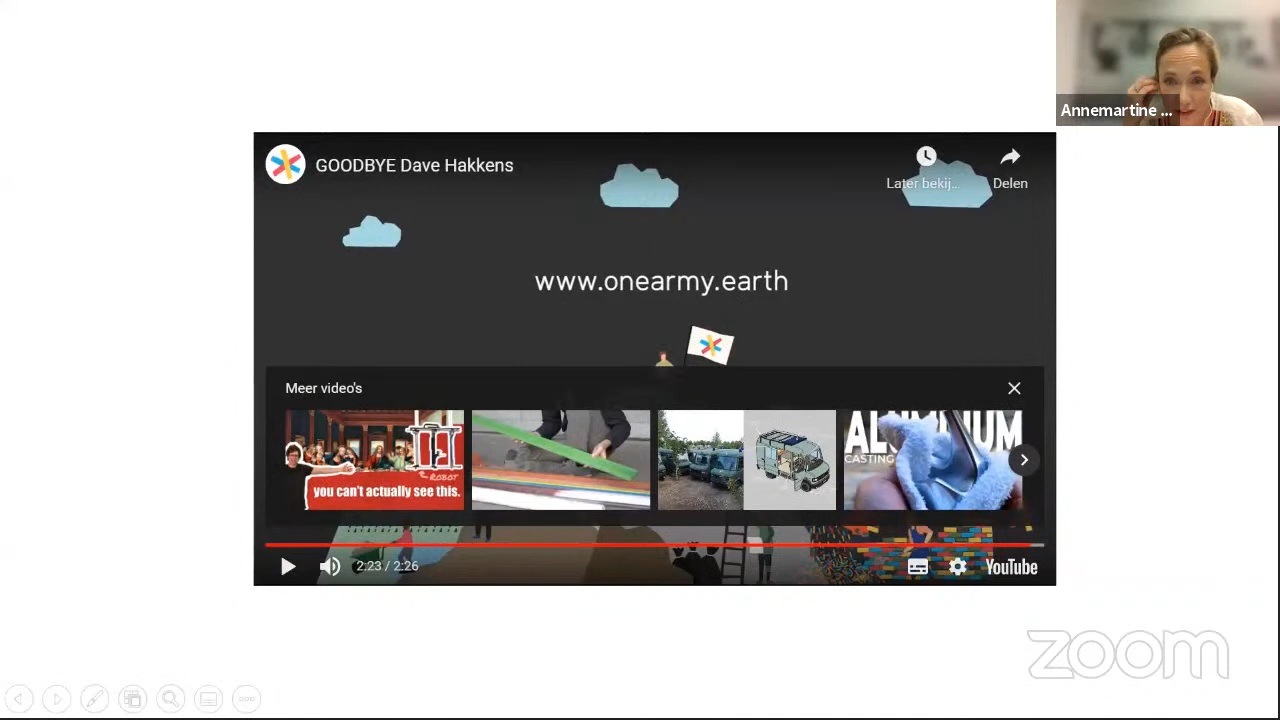 Annemartine ...
GOODBYE Dave Hakkens
Later bekij...
Delen
www.onearmy.earth
Meer video's
ROBOT
you can't actually see this.
ALUMINIUM
CASTING
2:23 / 2:26
YouTube
zoom